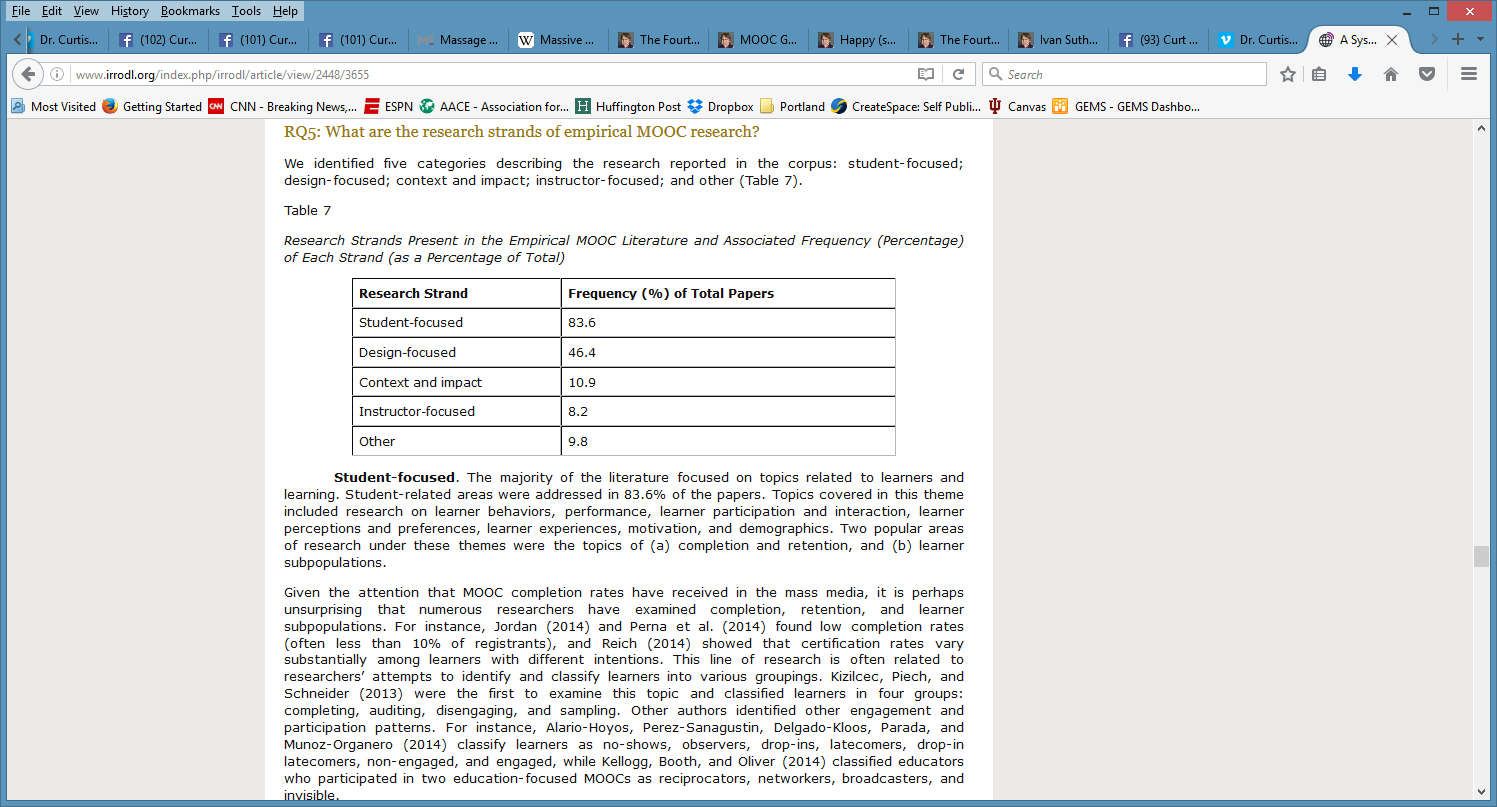 File Edit View History Bookmarks Tools Help
Dr. Curtis... (102) Cur... (101) Cur... (101) Cur... Massage ... Massive ... The Fourt... MOOC G... Happy (s... The Fourt... Ivan Suth... (93) Curt ... Dr. Curtis... A Sys...
www.irrodl.org/index.php/irrodl/article/view/2448/3655 Search
Most Visited Getting Started CNN CNN - Breaking News,... ESPN AACE - Association for... H Huffington Post Dropbox Portland CreateSpace: Self Publi... Canvas GEMS - GEMS Dashbo...
RQ5: What are the research strands of empirical MOOC research?
We identified five categories describing the research reported in the corpus: student-focused;
design-focused; context and impact; instructor-focused; and other (Table 7).
Table 7
Research Strands Present in the Empirical MOOC Literature and Associated Frequency (Percentage)
of Each Strand (as a Percentage of Total)
Research Strand Frequency (%) of Total Papers
Student-focused 83.6
Design-focused 46.4
Context and impact 10.9
Instructor-focused 8.2
Other 9.8
Student-focused. The majority of the literature focused on topics related to learners and
learning. Student-related areas were addressed in 83.6% of the papers. Topics covered in this theme
included research on learner behaviors, performance, learner participation and interaction, learner
perceptions and preferences, learner experiences, motivation, and demographics. Two popular areas
of research under these themes were the topics of (a) completion and retention, and (b) learner
subpopulations.
Given the attention that MOOC completion rates have received in the mass media, it is perhaps
unsurprising that numerous researchers have examined completion, retention, and learner
subpopulations. For instance, Jordan (2014) and Perna et al. (2014) found low completion rates
(often less than 10% of registrants), and Reich (2014) showed that certification rates vary
substantially among learners with different intentions. This line of research is often related to
researchers’ attempts to identify and classify learners into various groupings. Kizilcec, Piech, and
Schneider (2013) were the first to examine this topic and classified learners in four groups:
completing, auditing, disengaging, and sampling. Other authors identified other engagement and
participation patterns. For instance, Alario-Hoyos, Perez-Sanagustin, Delgado-Kloos, Parada, and
Munoz-Organero (2014) classify learners as no-shows, observers, drop-ins, latecomers, drop-in
latecomers, non-engaged, and engaged, while Kellogg, Booth, and Oliver (2014) classified educators
who participated in two education-focused MOOCs as reciprocators, networkers, broadcasters, and
invisible.